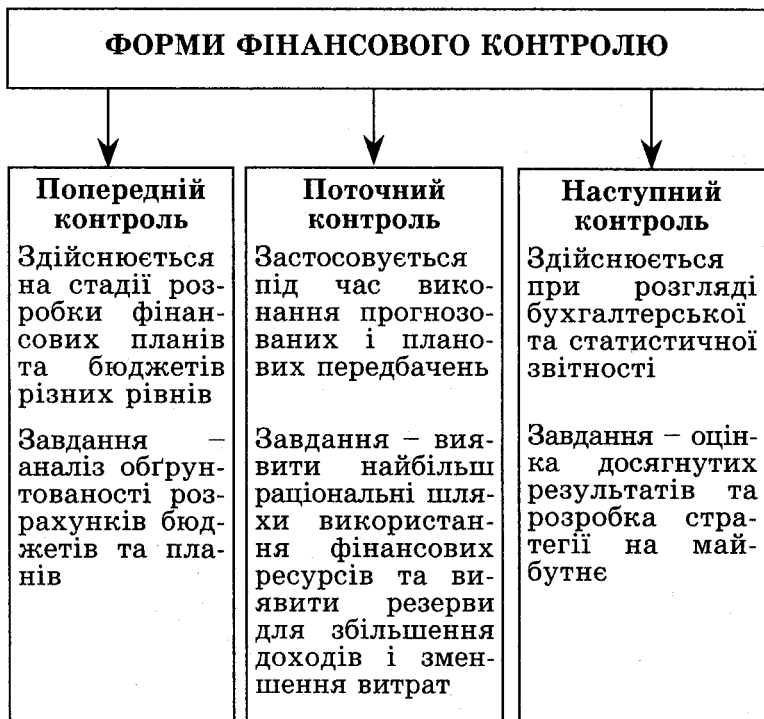 ФОРМИ ФІНАНСОВОГО КОНТРОЛЮ
Попередній
контроль
Здійснюється
на стадії роз-
робки фінан-
сових планів
та бюджетів
різних рівнів
Завдання –
аналіз обґрун-
тованості роз-
рахунків бюд-
жетів та пла-
нів
Поточний
контроль
Застосовується
під час вико-
нання прогнозо-
ваних і план-
ових передбачень
Завдання – вия-
вити найбільш
раціональні шля-
хи використан-
ня фінансових
ресурсів та ви-
явити резерви
для збільшення
доходів і змен-
шення витрат
Наступний
контроль
Здійснюється
при розгляді
бухгалтерської
та статистичної
звітності
Завдання – оцін-
ка досягнутих
результатів та
розробка стра-
тегії на май-
бутнє